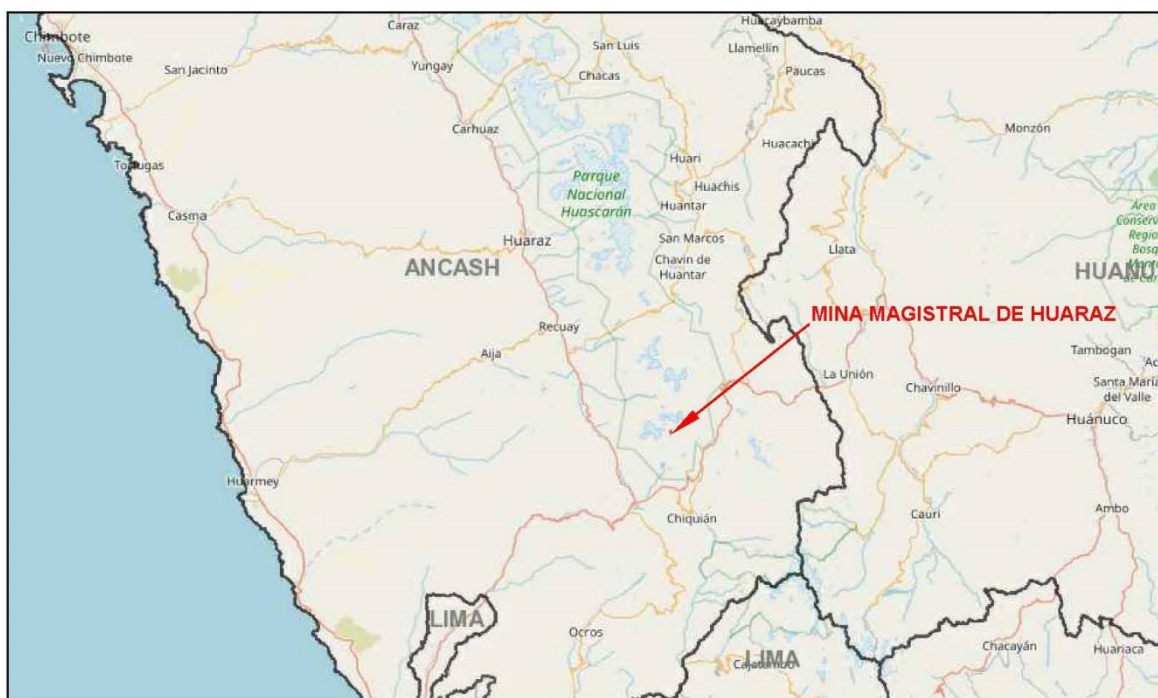 Chimbote
Nuevo Chimbote
San Jacinto
Caraz
Yungay
San Luis
Chacas
Huacaybamba
Llamellín
Paucas
Monzón
Carhuaz
Huari
Huacachi
Tortugas
Parque
Nacional
Huascarán
Huachis
Huantar
Casma
Huaraz
San Marcos
Chavín de
Huantar
Llata
ANCASH
MINA MAGISTRAL DE HUARAZ
Recuay
Aija
La Unión
Chavinillo
Tambogan
Santa María
del Valle
Huánuco
Huarmey
Chiquián
Cauri
Ambo
LIMA
Ocros
LIMA
Cajatambo
Chacayán
Huariaca